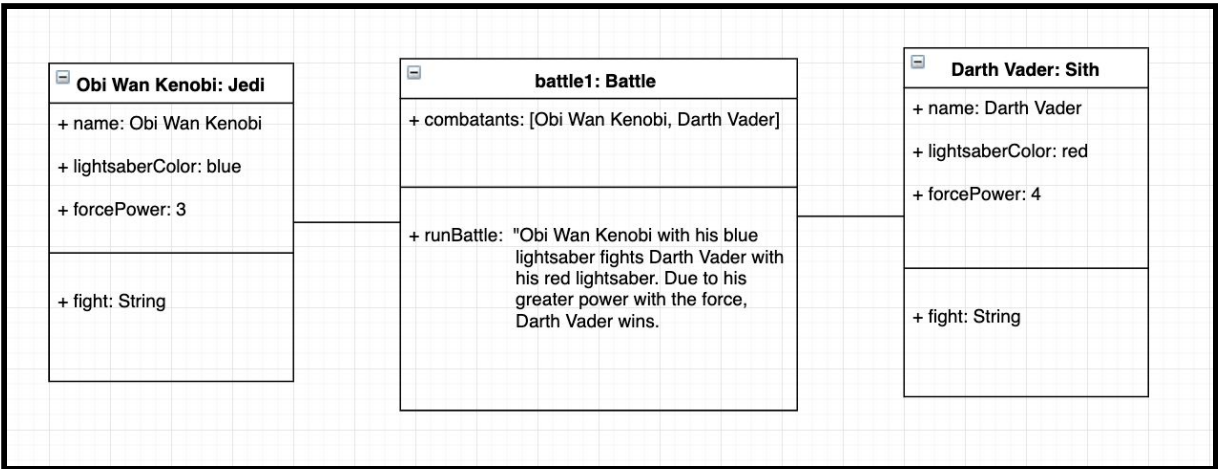 Obi Wan Kenobi: Jedi
+ name: Obi Wan Kenobi
+ lightsaberColor: blue
+ forcePower: 3
+ fight: String
battle1: Battle
+ combatants: [Obi Wan Kenobi, Darth Vader]
+ runBattle: "Obi Wan Kenobi with his blue
lightsaber fights Darth Vader with
his red lightsaber. Due to his
greater power with the force,
Darth Vader wins.
Darth Vader: Sith
+ name: Darth Vader
+ lightsaberColor: red
+ forcePower: 4
+ fight: String